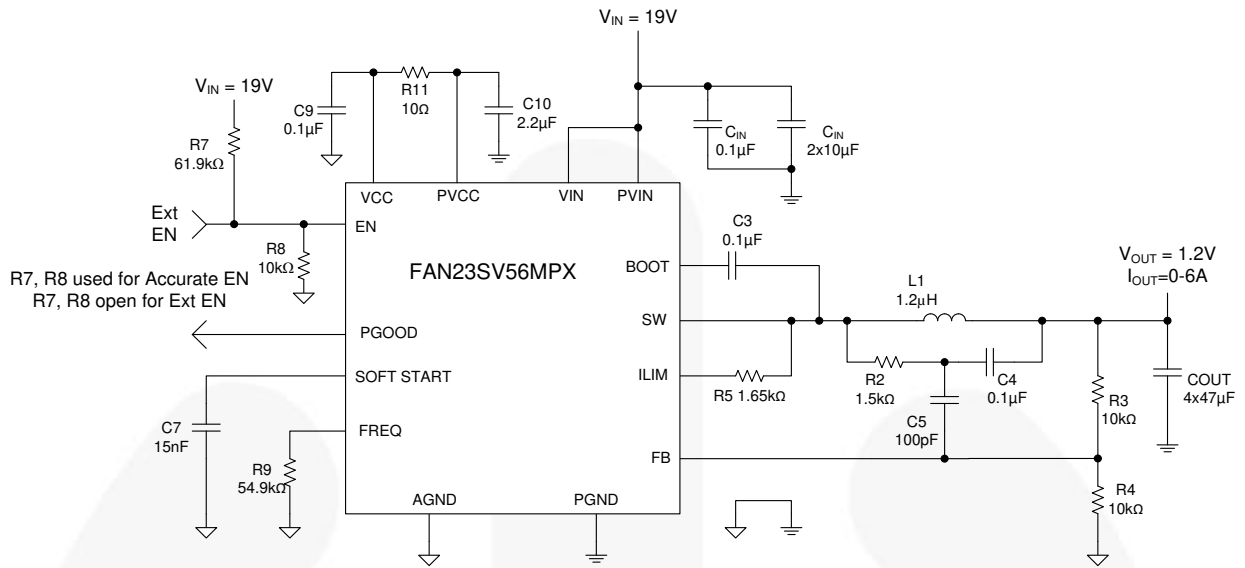 V_IN = 19V
V_IN = 19V
R11
10Ω
C9
0.1µF
C10
2.2µF
R7
61.9kΩ
C_IN
0.1µF
C_IN
2x10µF
VCC
PVCC
VIN
PVIN
Ext
EN
EN
R8
10kΩ
C3
0.1µF
FAN23SV56MPX
BOOT
V_OUT = 1.2V
I_OUT=0-6A
R7, R8 used for Accurate EN
R7, R8 open for Ext EN
L1
1.2µH
SW
PGOOD
SOFT START
ILIM
R5 1.65kΩ
R2
1.5kΩ
C4
0.1µF
C5
100pF
R3
10kΩ
COUT
4x47µF
C7
15nF
FREQ
R9
54.9kΩ
FB
R4
10kΩ
AGND
PGND